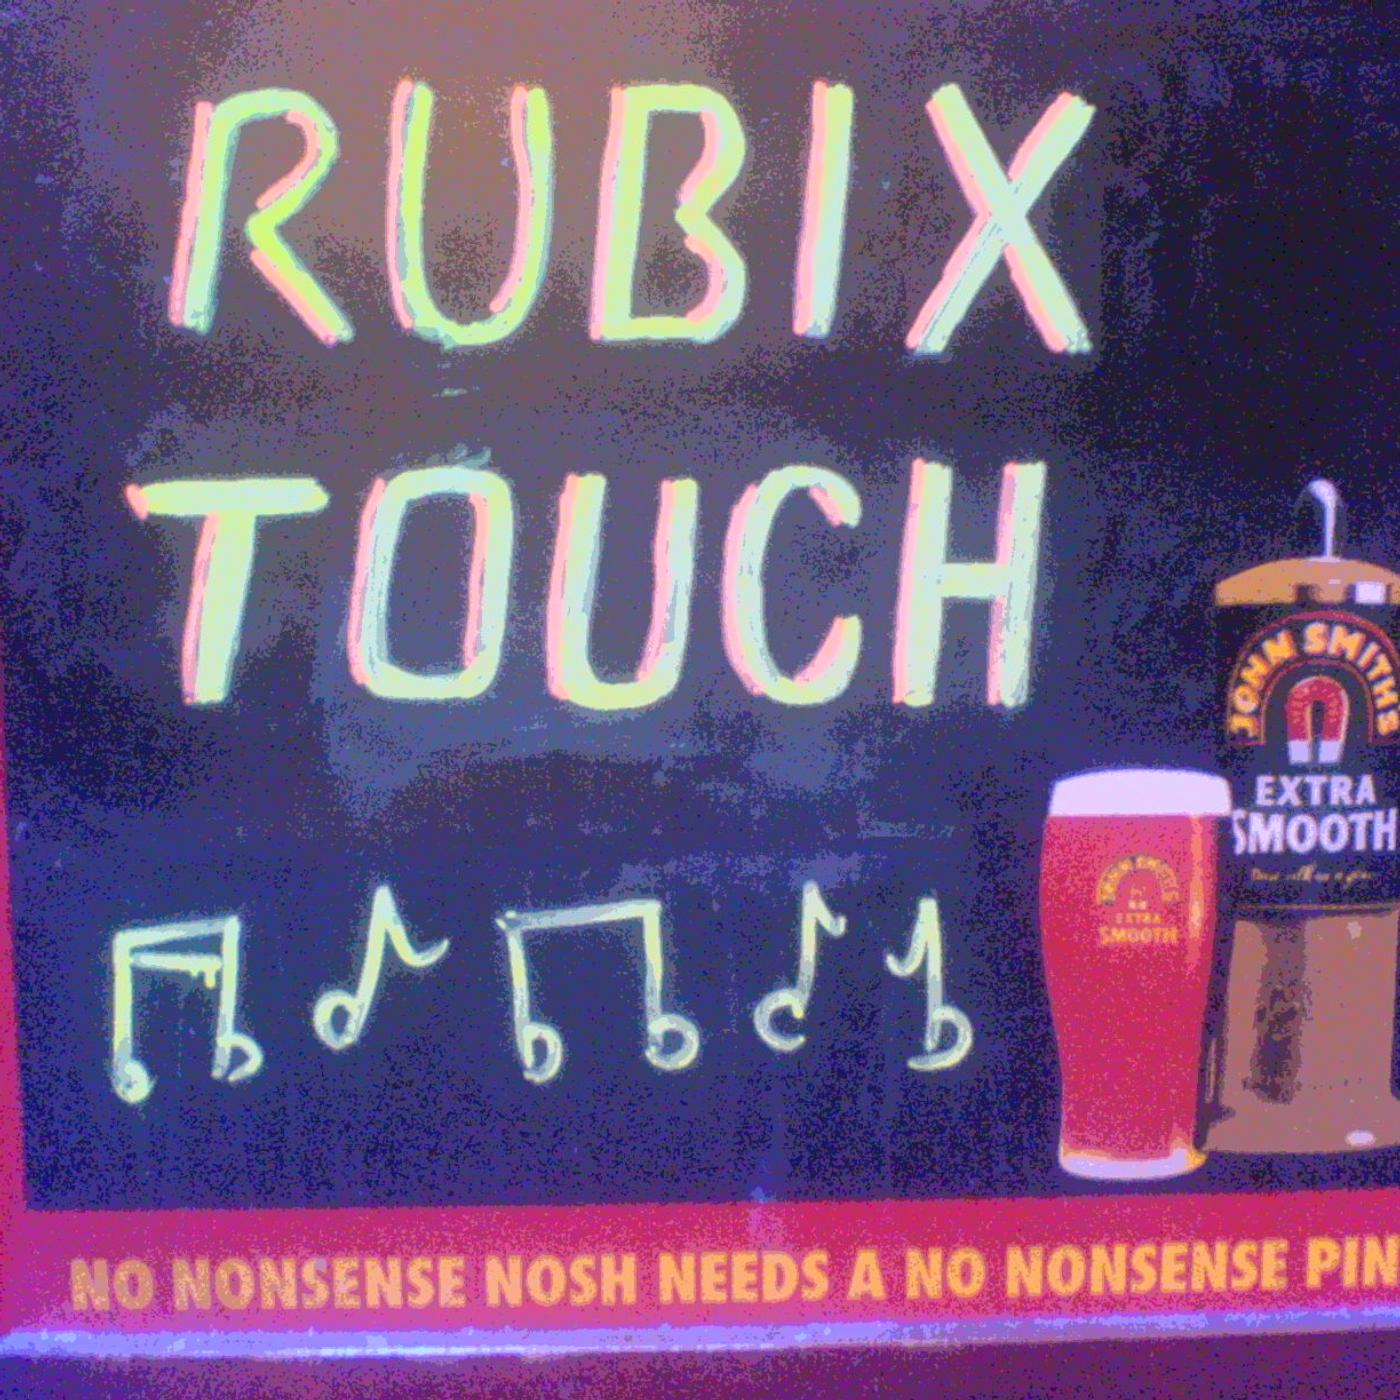 RUBIX
TOUCH
JOHN SMITH'S
EXTRA
SMOOTH
JOHN SMITH'S
EXTRA
SMOOTH
NO NONSENSE NOSH NEEDS A NO NONSENSE PIN